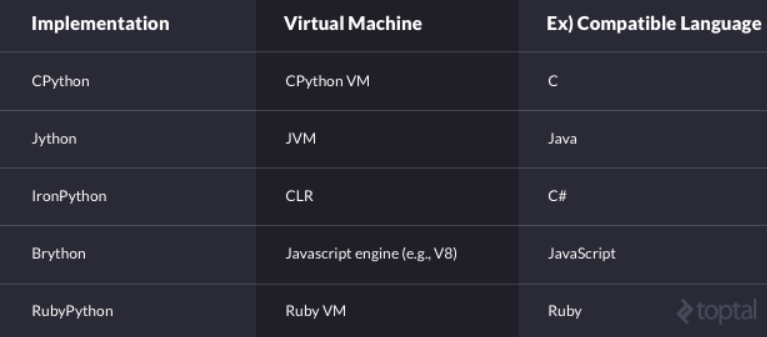 Implementation Virtual Machine Ex) Compatible Language
CPython CPython VM C
Jython JVM Java
IronPython CLR C#
Brython Javascript engine (e.g., V8) JavaScript
RubyPython Ruby VM Ruby
toptal